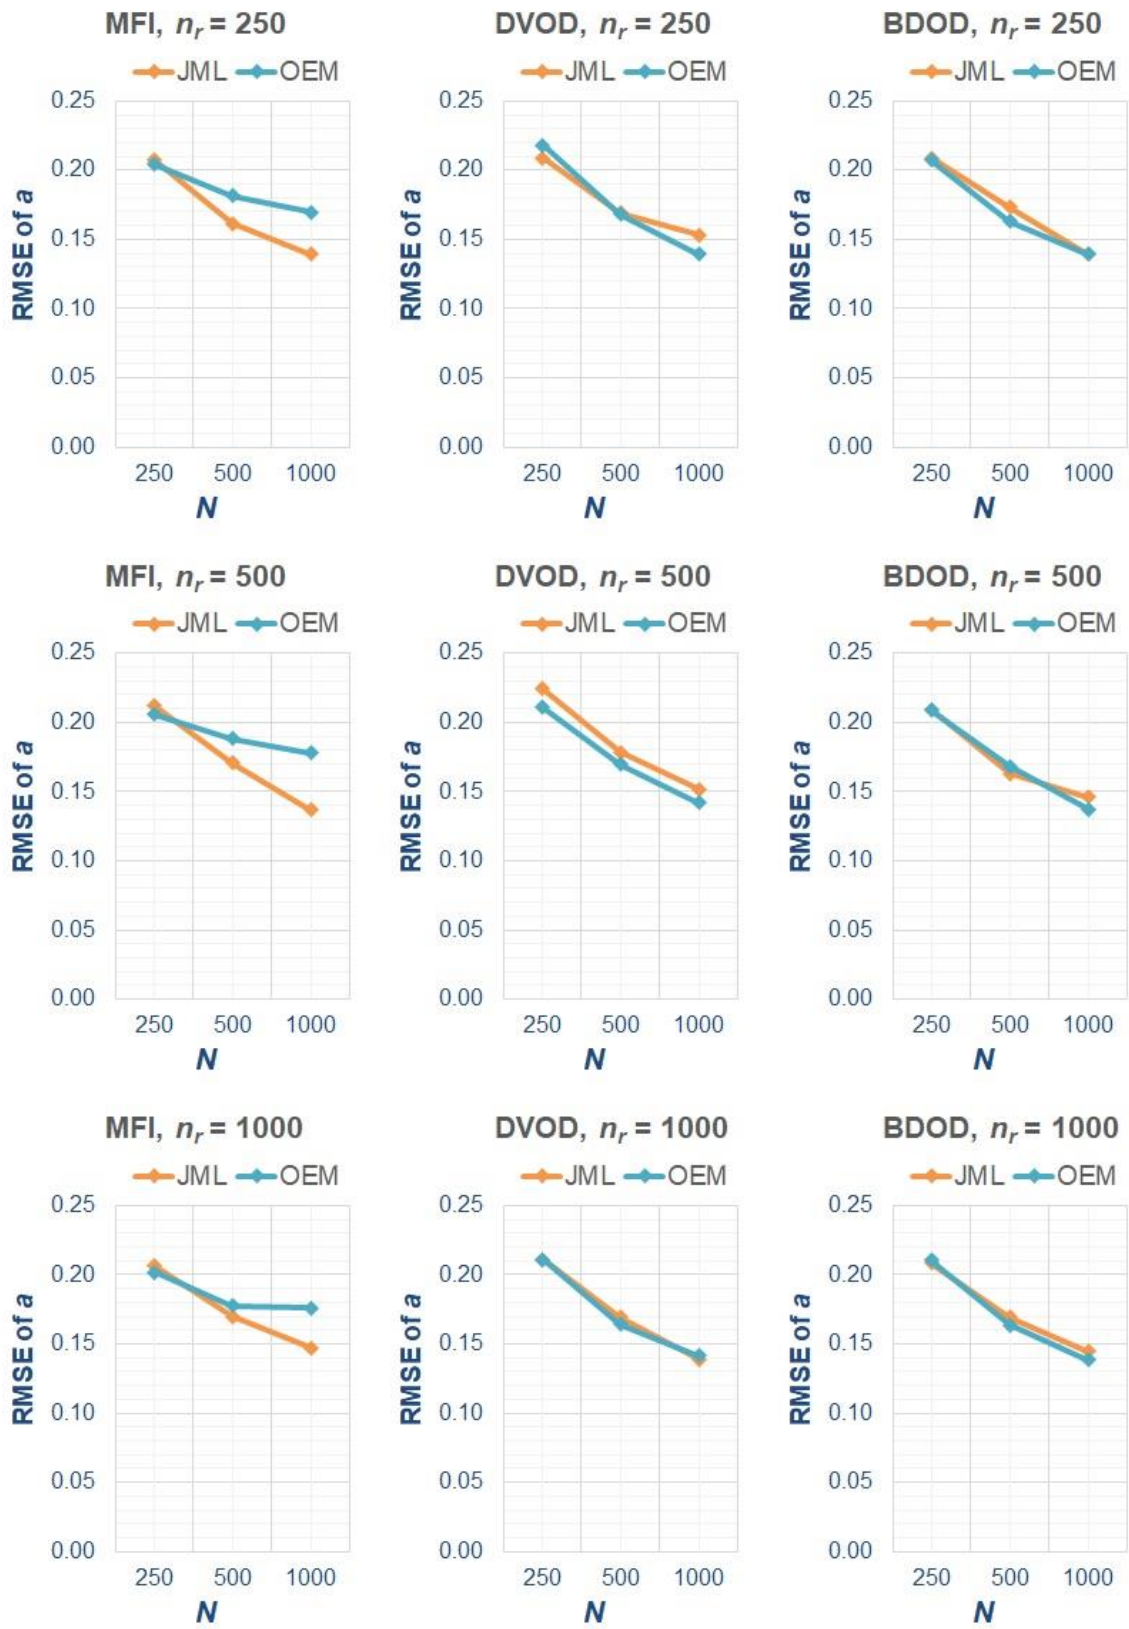 MFI, nr = 250
JML OEM
0.25
0.20
0.15
0.10
0.05
0.00
RMSE of a
250 500 1000
N
DVOD, nr = 250
JML OEM
0.25
0.20
0.15
0.10
0.05
0.00
RMSE of a
250 500 1000
N
BDOD, nr = 250
JML OEM
0.25
0.20
0.15
0.10
0.05
0.00
RMSE of a
250 500 1000
N
MFI, nr = 500
JML OEM
0.25
0.20
0.15
0.10
0.05
0.00
RMSE of a
250 500 1000
N
DVOD, nr = 500
JML OEM
0.25
0.20
0.15
0.10
0.05
0.00
RMSE of a
250 500 1000
N
BDOD, nr = 500
JML OEM
0.25
0.20
0.15
0.10
0.05
0.00
RMSE of a
250 500 1000
N
MFI, nr = 1000
JML OEM
0.25
0.20
0.15
0.10
0.05
0.00
RMSE of a
250 500 1000
N
DVOD, nr = 1000
JML OEM
0.25
0.20
0.15
0.10
0.05
0.00
RMSE of a
250 500 1000
N
BDOD, nr = 1000
JML OEM
0.25
0.20
0.15
0.10
0.05
0.00
RMSE of a
250 500 1000
N